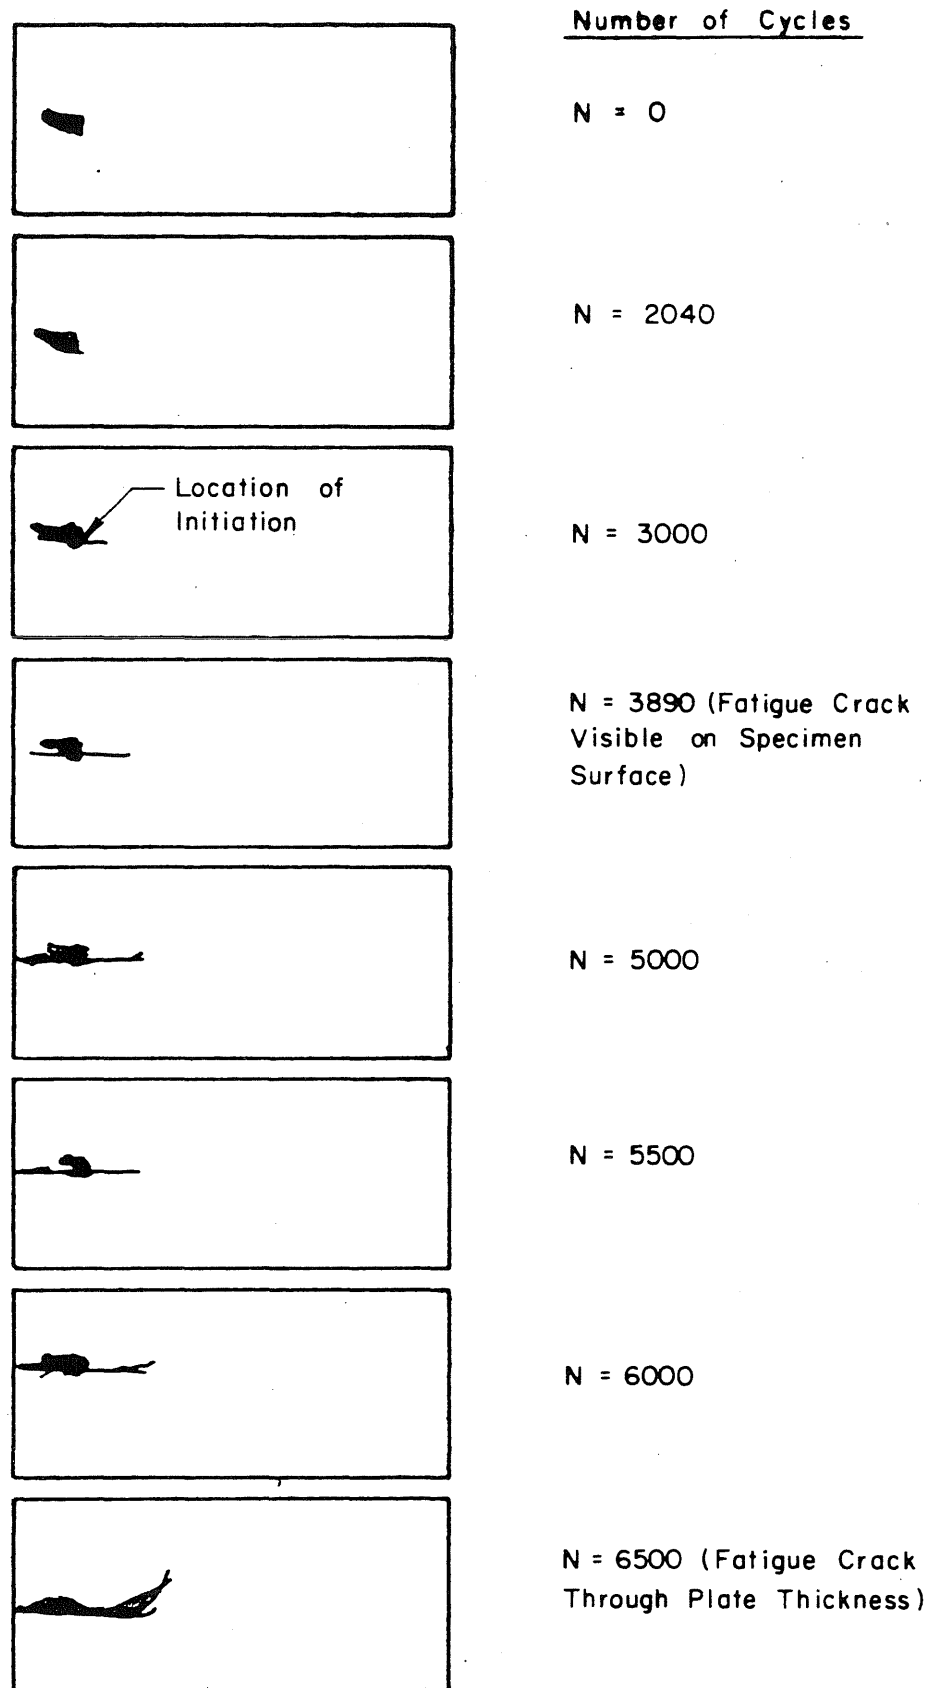 Number of Cycles
N = 0
N = 2040
Location of
Initiation
N = 3000
N = 3890 (Fatigue Crack
Visible on Specimen
Surface)
N = 5000
N = 5500
N = 6000
N = 6500 (Fatigue Crack
Through Plate Thickness)